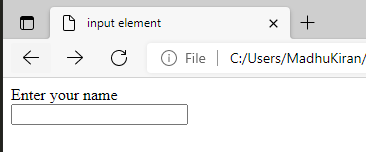 input element
File C:/Users/MadhuKiran/
Enter your name